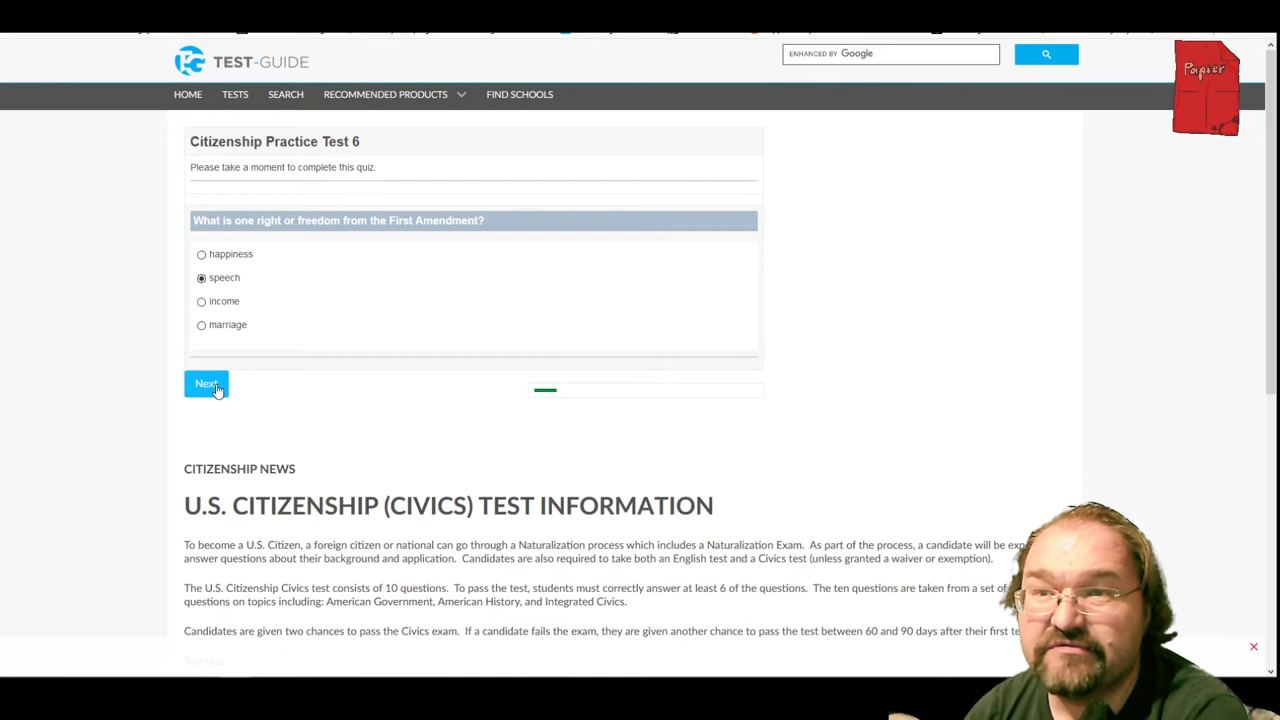 TEST-GUIDE
ENHANCED BY Google
Papier
HOME TESTS SEARCH RECOMMENDED PRODUCTS FIND SCHOOLS
Citizenship Practice Test 6
Please take a moment to complete this quiz.
What is one right or freedom from the First Amendment?
happiness
speech
income
marriage
Next
CITIZENSHIP NEWS
U.S. CITIZENSHIP (CIVICS) TEST INFORMATION
To become a U.S. Citizen, a foreign citizen or national can go through a Naturalization process which includes a Naturalization Exam. As part of the process, a candidate will be
answer questions about their background and application. Candidates are also required to take both an English test and a Civics test (unless granted a waiver or exemption).
The U.S. Citizenship Civics test consists of 10 questions. To pass the test, students must correctly answer at least 6 of the questions. The ten questions are taken from a set of
questions on topics including: American Government, American History, and Integrated Civics.
Candidates are given two chances to pass the Civics exam. If a candidate fails the exam, they are given another chance to pass the test between 60 and 90 days after their first
Sources: